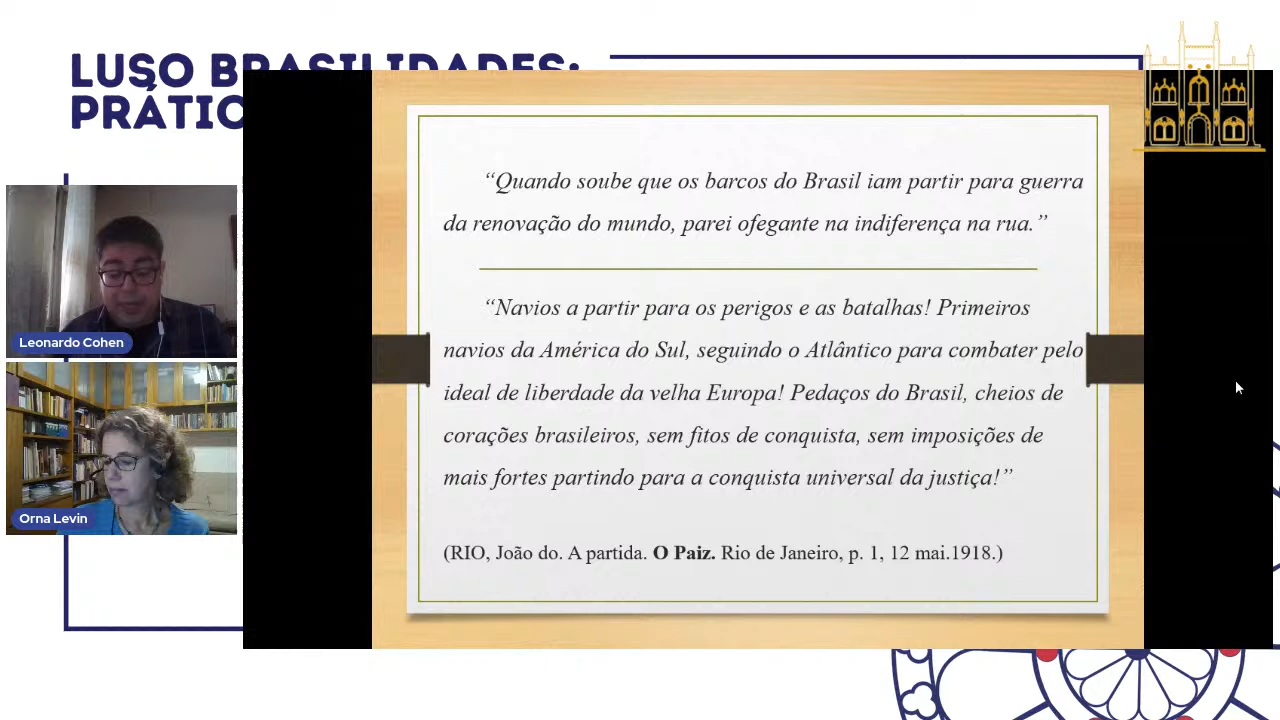 LUSO BRASILIDADES:
PRÁTIC
“Quando soube que os barcos do Brasil iam partir para guerra
da renovação do mundo, parei ofegante na indiferença na rua.”
“Navios a partir para os perigos e as batalhas! Primeiros
navios da América do Sul, seguindo o Atlântico para combater pelo
ideal de liberdade da velha Europa! Pedaços do Brasil, cheios de
corações brasileiros, sem fitos de conquista, sem imposições de
mais fortes partindo para a conquista universal da justiça!”
(RIO, João do. A partida. O Paiz. Rio de Janeiro, p. 1, 12 mai.1918.)
Leonardo Cohen
Orna Levin